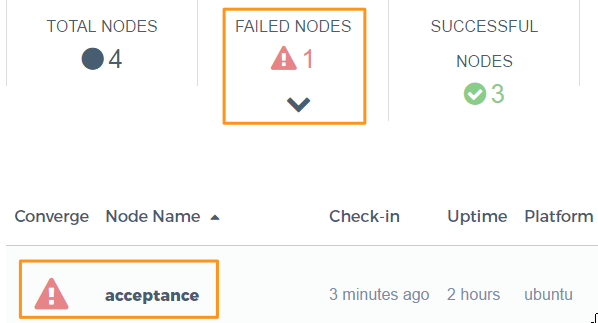 TOTAL NODES
4
FAILED NODES
1
SUCCESSFUL
NODES
3
Converge Node Name Check-in Uptime Platform
acceptance 3 minutes ago 2 hours ubuntu